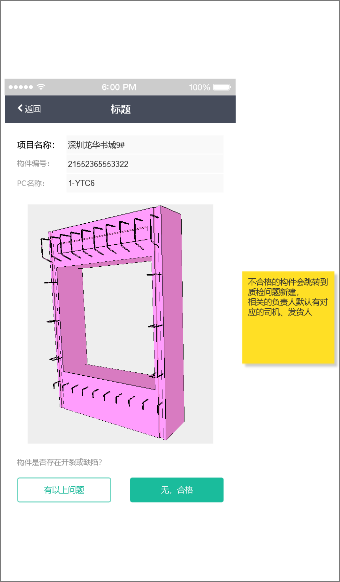 6:00 PM 100%
返回 标题
项目名称: 深圳龙华书城9#
构件编号: 21552365553322
PC名称: 1-YTC6
不合格的构件会跳转到
质检问题新建，
相关的负责人默认有对
应的司机，发货人
构件是否存在开裂或缺陷?
有以上问题 无，合格